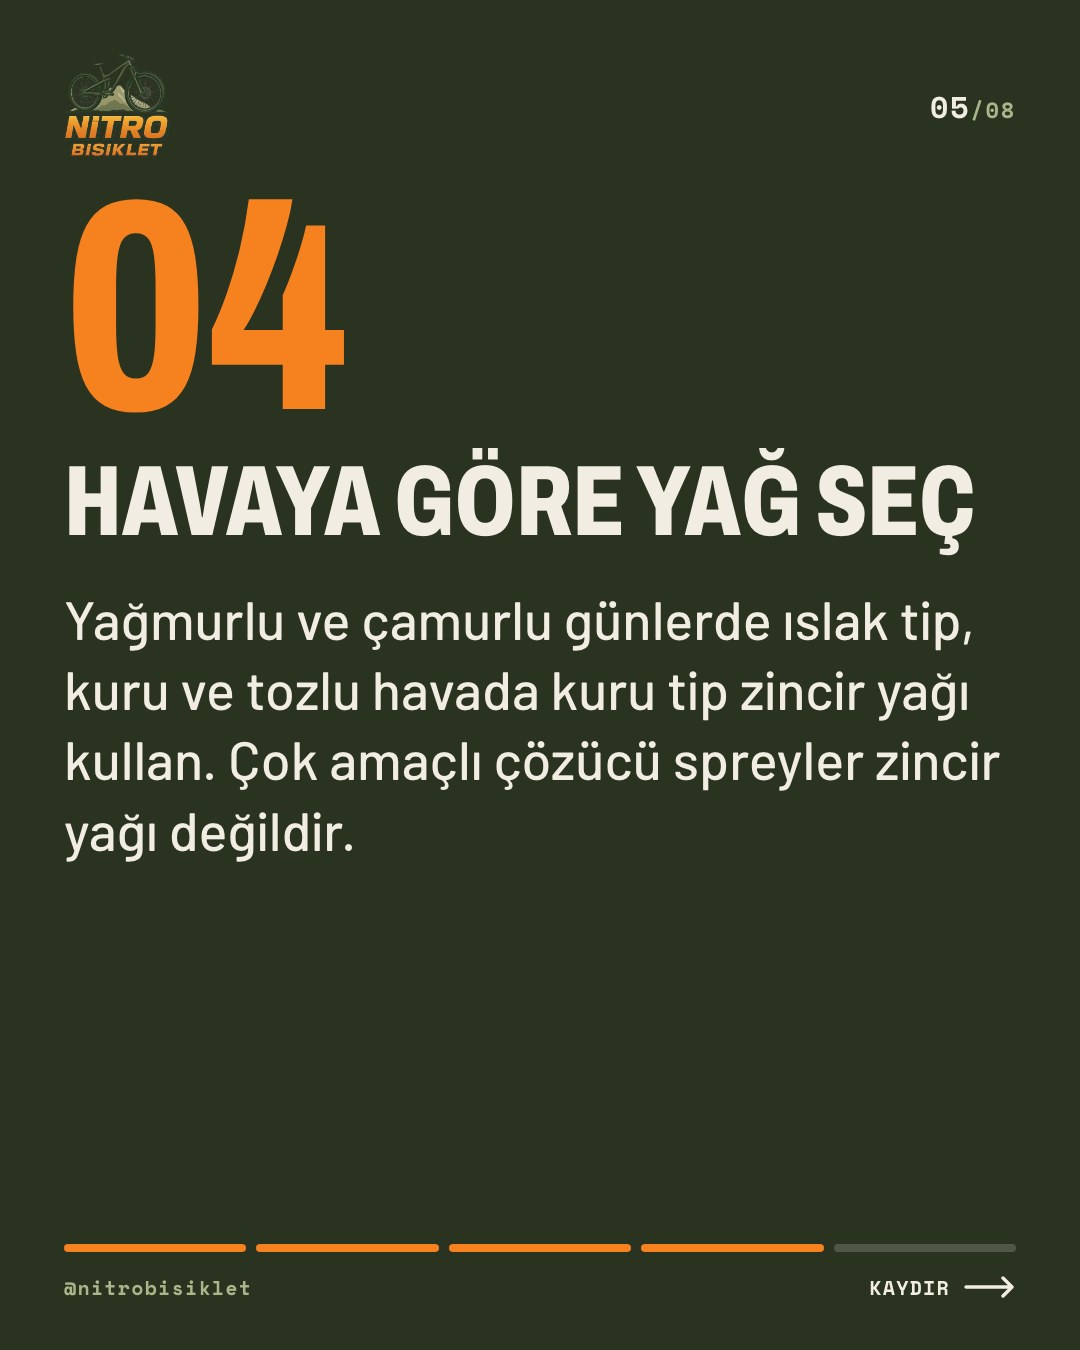 NiTRO
BISIKLET
05/08
04
HAVAYA GÖRE YAĞ SEÇ
Yağmurlu ve çamurlu günlerde ıslak tip,
kuru ve tozlu havada kuru tip zincir yağı
kullan. Çok amaçlı çözücü spreyler zincir
yağı değildir.
@nitrobisiklet
KAYDIR